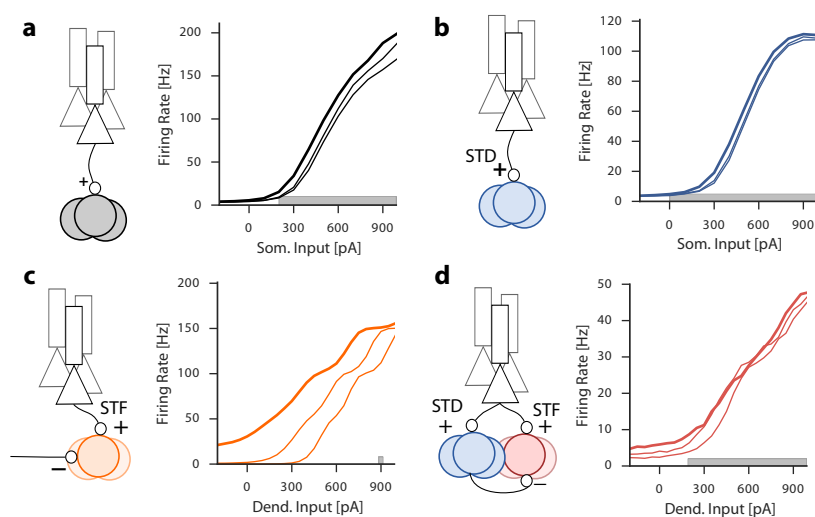 a
+
Firing Rate [Hz]
200
150
100
50
0
0 300 600 900
Som. Input [pA]
b
STD
+
Firing Rate [Hz]
120
100
80
60
40
20
0
0 300 600 900
Som. Input [pA]
c
STF
+
−
Firing Rate [Hz]
200
150
100
50
0
0 300 600 900
Dend. Input [pA]
d
STD STF
+ +
−
Firing Rate [Hz]
50
40
30
20
10
0
0 300 600 900
Dend. Input [pA]